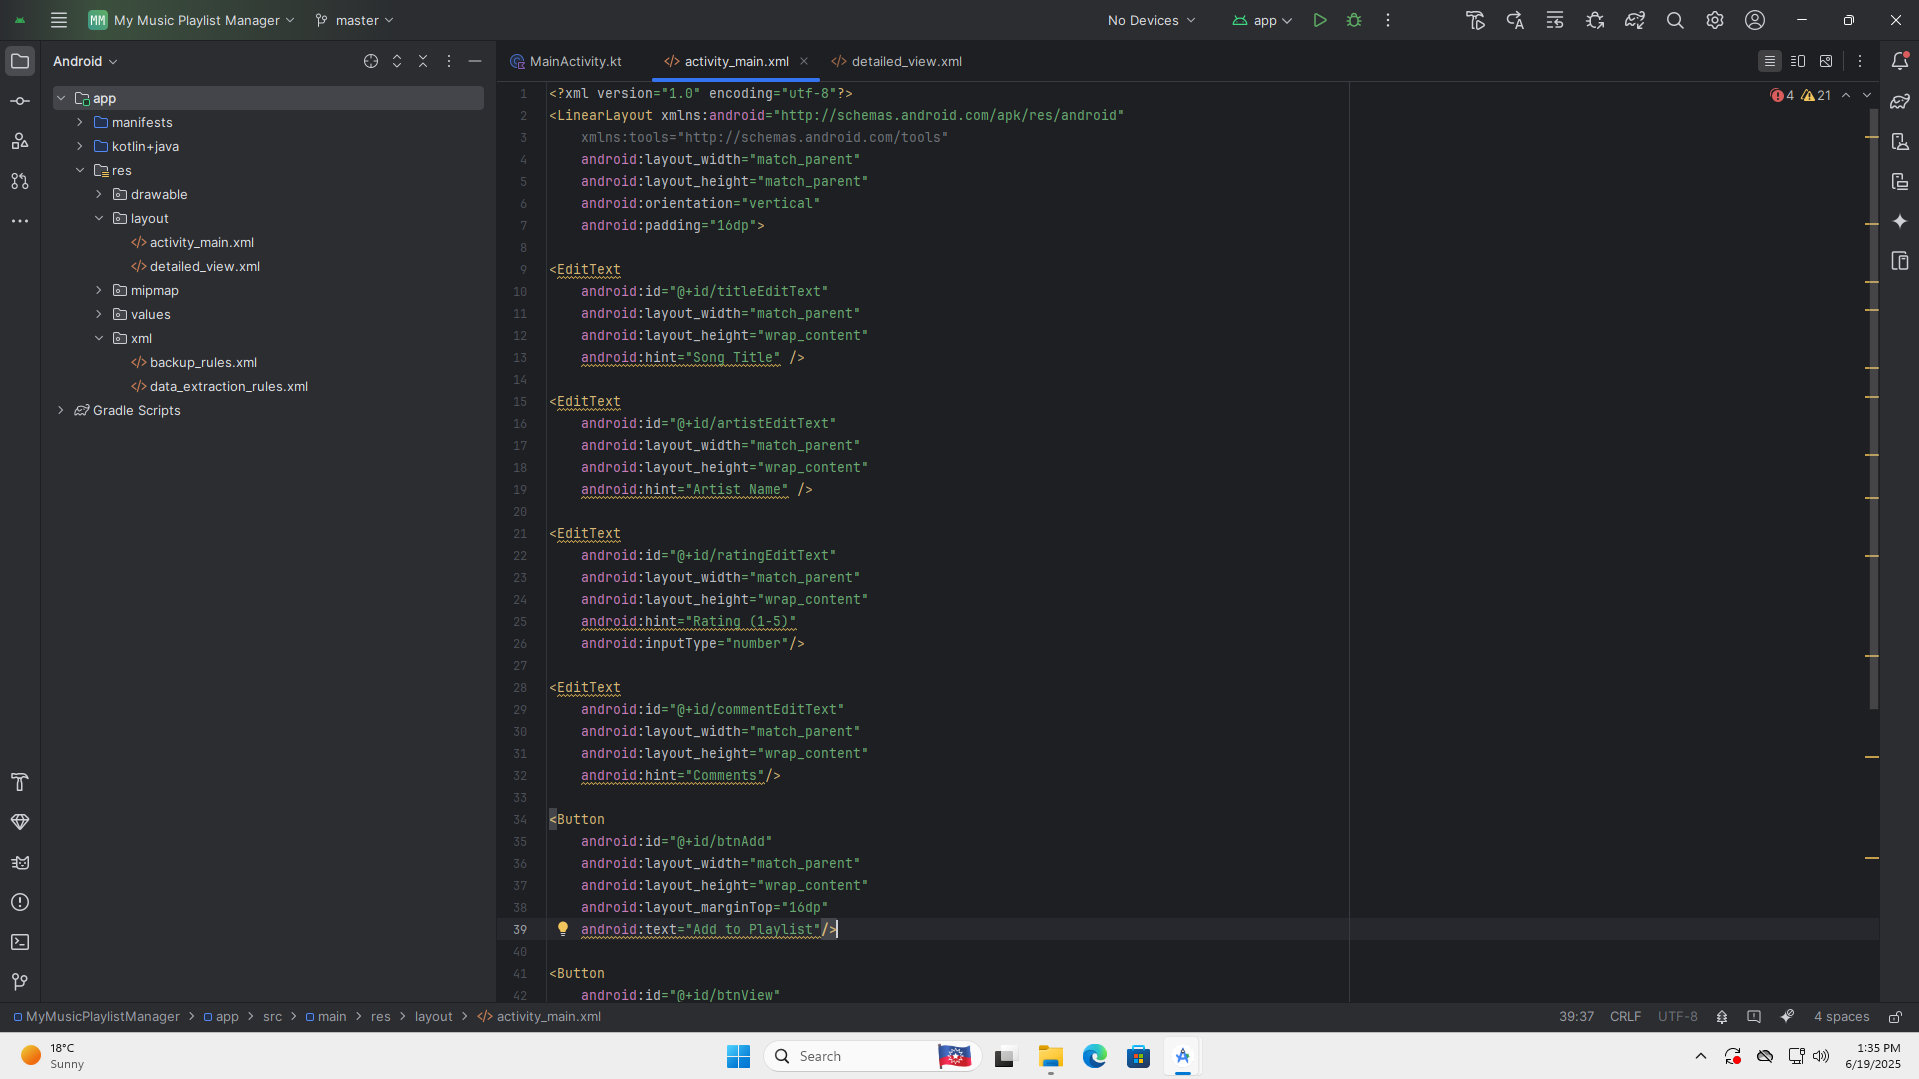 MM My Music Playlist Manager master No Devices app
Android
MainActivity.kt activity_main.xml detailed_view.xml
app
manifests
kotlin+java
res
drawable
layout
activity_main.xml
detailed_view.xml
mipmap
values
xml
backup_rules.xml
data_extraction_rules.xml
Gradle Scripts
4 21
1 <?xml version="1.0" encoding="utf-8"?>
2 <LinearLayout xmlns:android="http://schemas.android.com/apk/res/android"
3 xmlns:tools="http://schemas.android.com/tools"
4 android:layout_width="match_parent"
5 android:layout_height="match_parent"
6 android:orientation="vertical"
7 android:padding="16dp">
8
9 <EditText
10 android:id="@+id/titleEditText"
11 android:layout_width="match_parent"
12 android:layout_height="wrap_content"
13 android:hint="Song Title" />
14
15 <EditText
16 android:id="@+id/artistEditText"
17 android:layout_width="match_parent"
18 android:layout_height="wrap_content"
19 android:hint="Artist Name" />
20
21 <EditText
22 android:id="@+id/ratingEditText"
23 android:layout_width="match_parent"
24 android:layout_height="wrap_content"
25 android:hint="Rating (1-5)"
26 android:inputType="number"/>
27
28 <EditText
29 android:id="@+id/commentEditText"
30 android:layout_width="match_parent"
31 android:layout_height="wrap_content"
32 android:hint="Comments"/>
33
34 <Button
35 android:id="@+id/btnAdd"
36 android:layout_width="match_parent"
37 android:layout_height="wrap_content"
38 android:layout_marginTop="16dp"
39 android:text="Add to Playlist"/>
40
41 <Button
42 android:id="@+id/btnView"
MyMusicPlaylistManager > app > src > main > res > layout > activity_main.xml 39:37 CRLF UTF-8 4 spaces
18°C
Sunny
Search
1:35 PM
6/19/2025